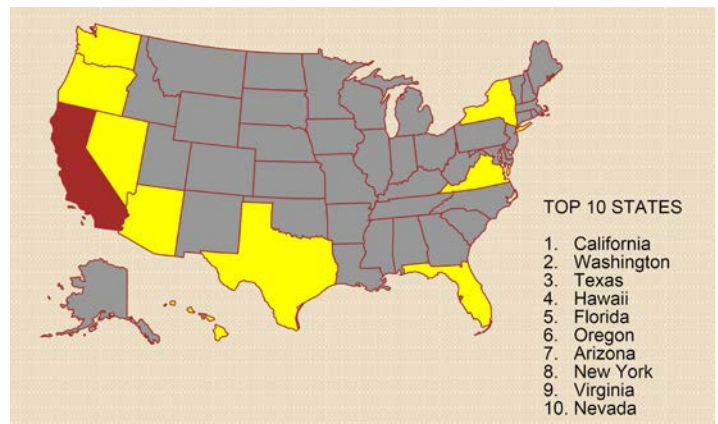 TOP 10 STATES
1. California
2. Washington
3. Texas
4. Hawaii
5. Florida
6. Oregon
7. Arizona
8. New York
9. Virginia
10. Nevada